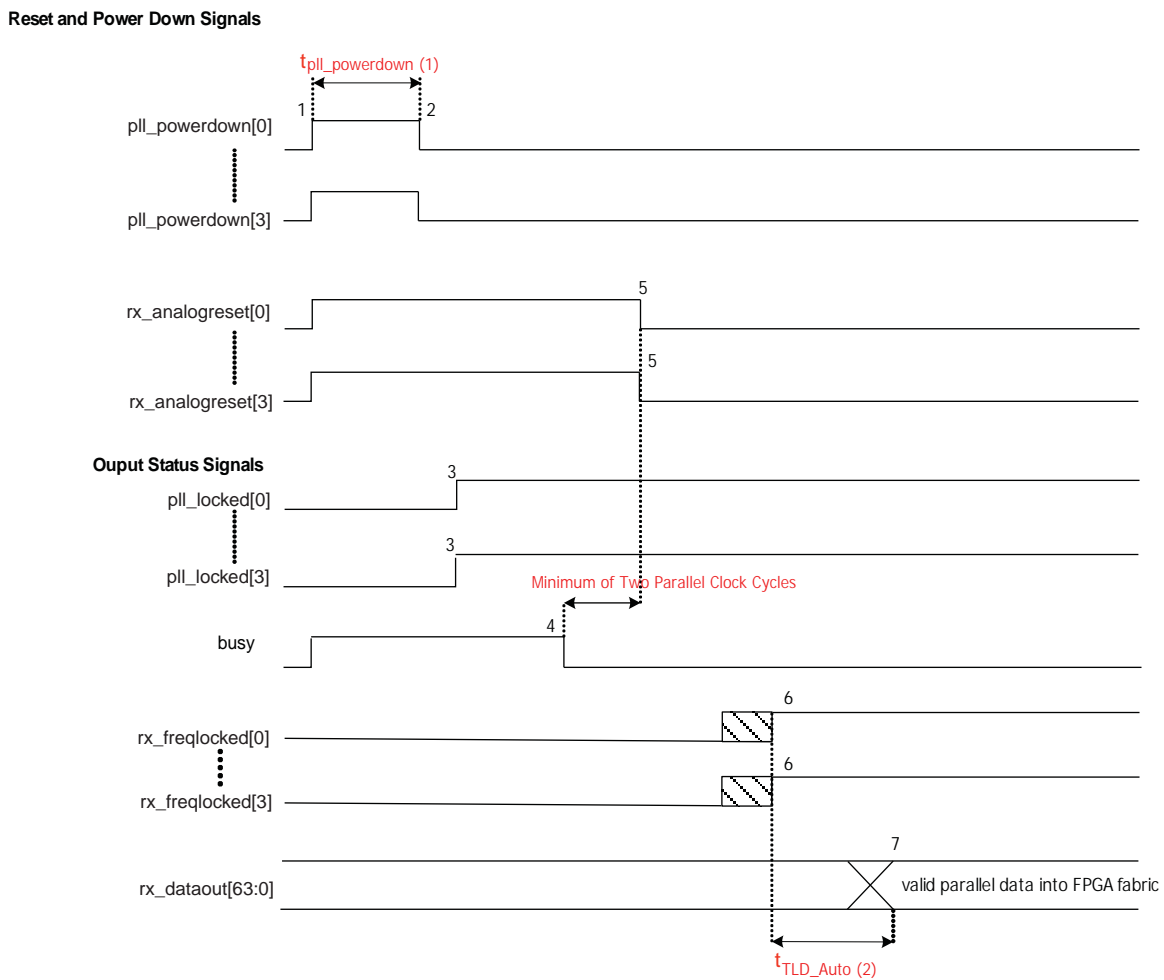 Reset and Power Down Signals
tpll_powerdown (1)
1
2
pll_powerdown[0]
pll_powerdown[3]
5
rx_analogreset[0]
5
rx_analogreset[3]
Ouput Status Signals
3
pll_locked[0]
3
pll_locked[3]
Minimum of Two Parallel Clock Cycles
4
busy
6
rx_freqlocked[0]
6
rx_freqlocked[3]
7
rx_dataout[63:0]
valid parallel data into FPGA fabric
tTLD_Auto (2)